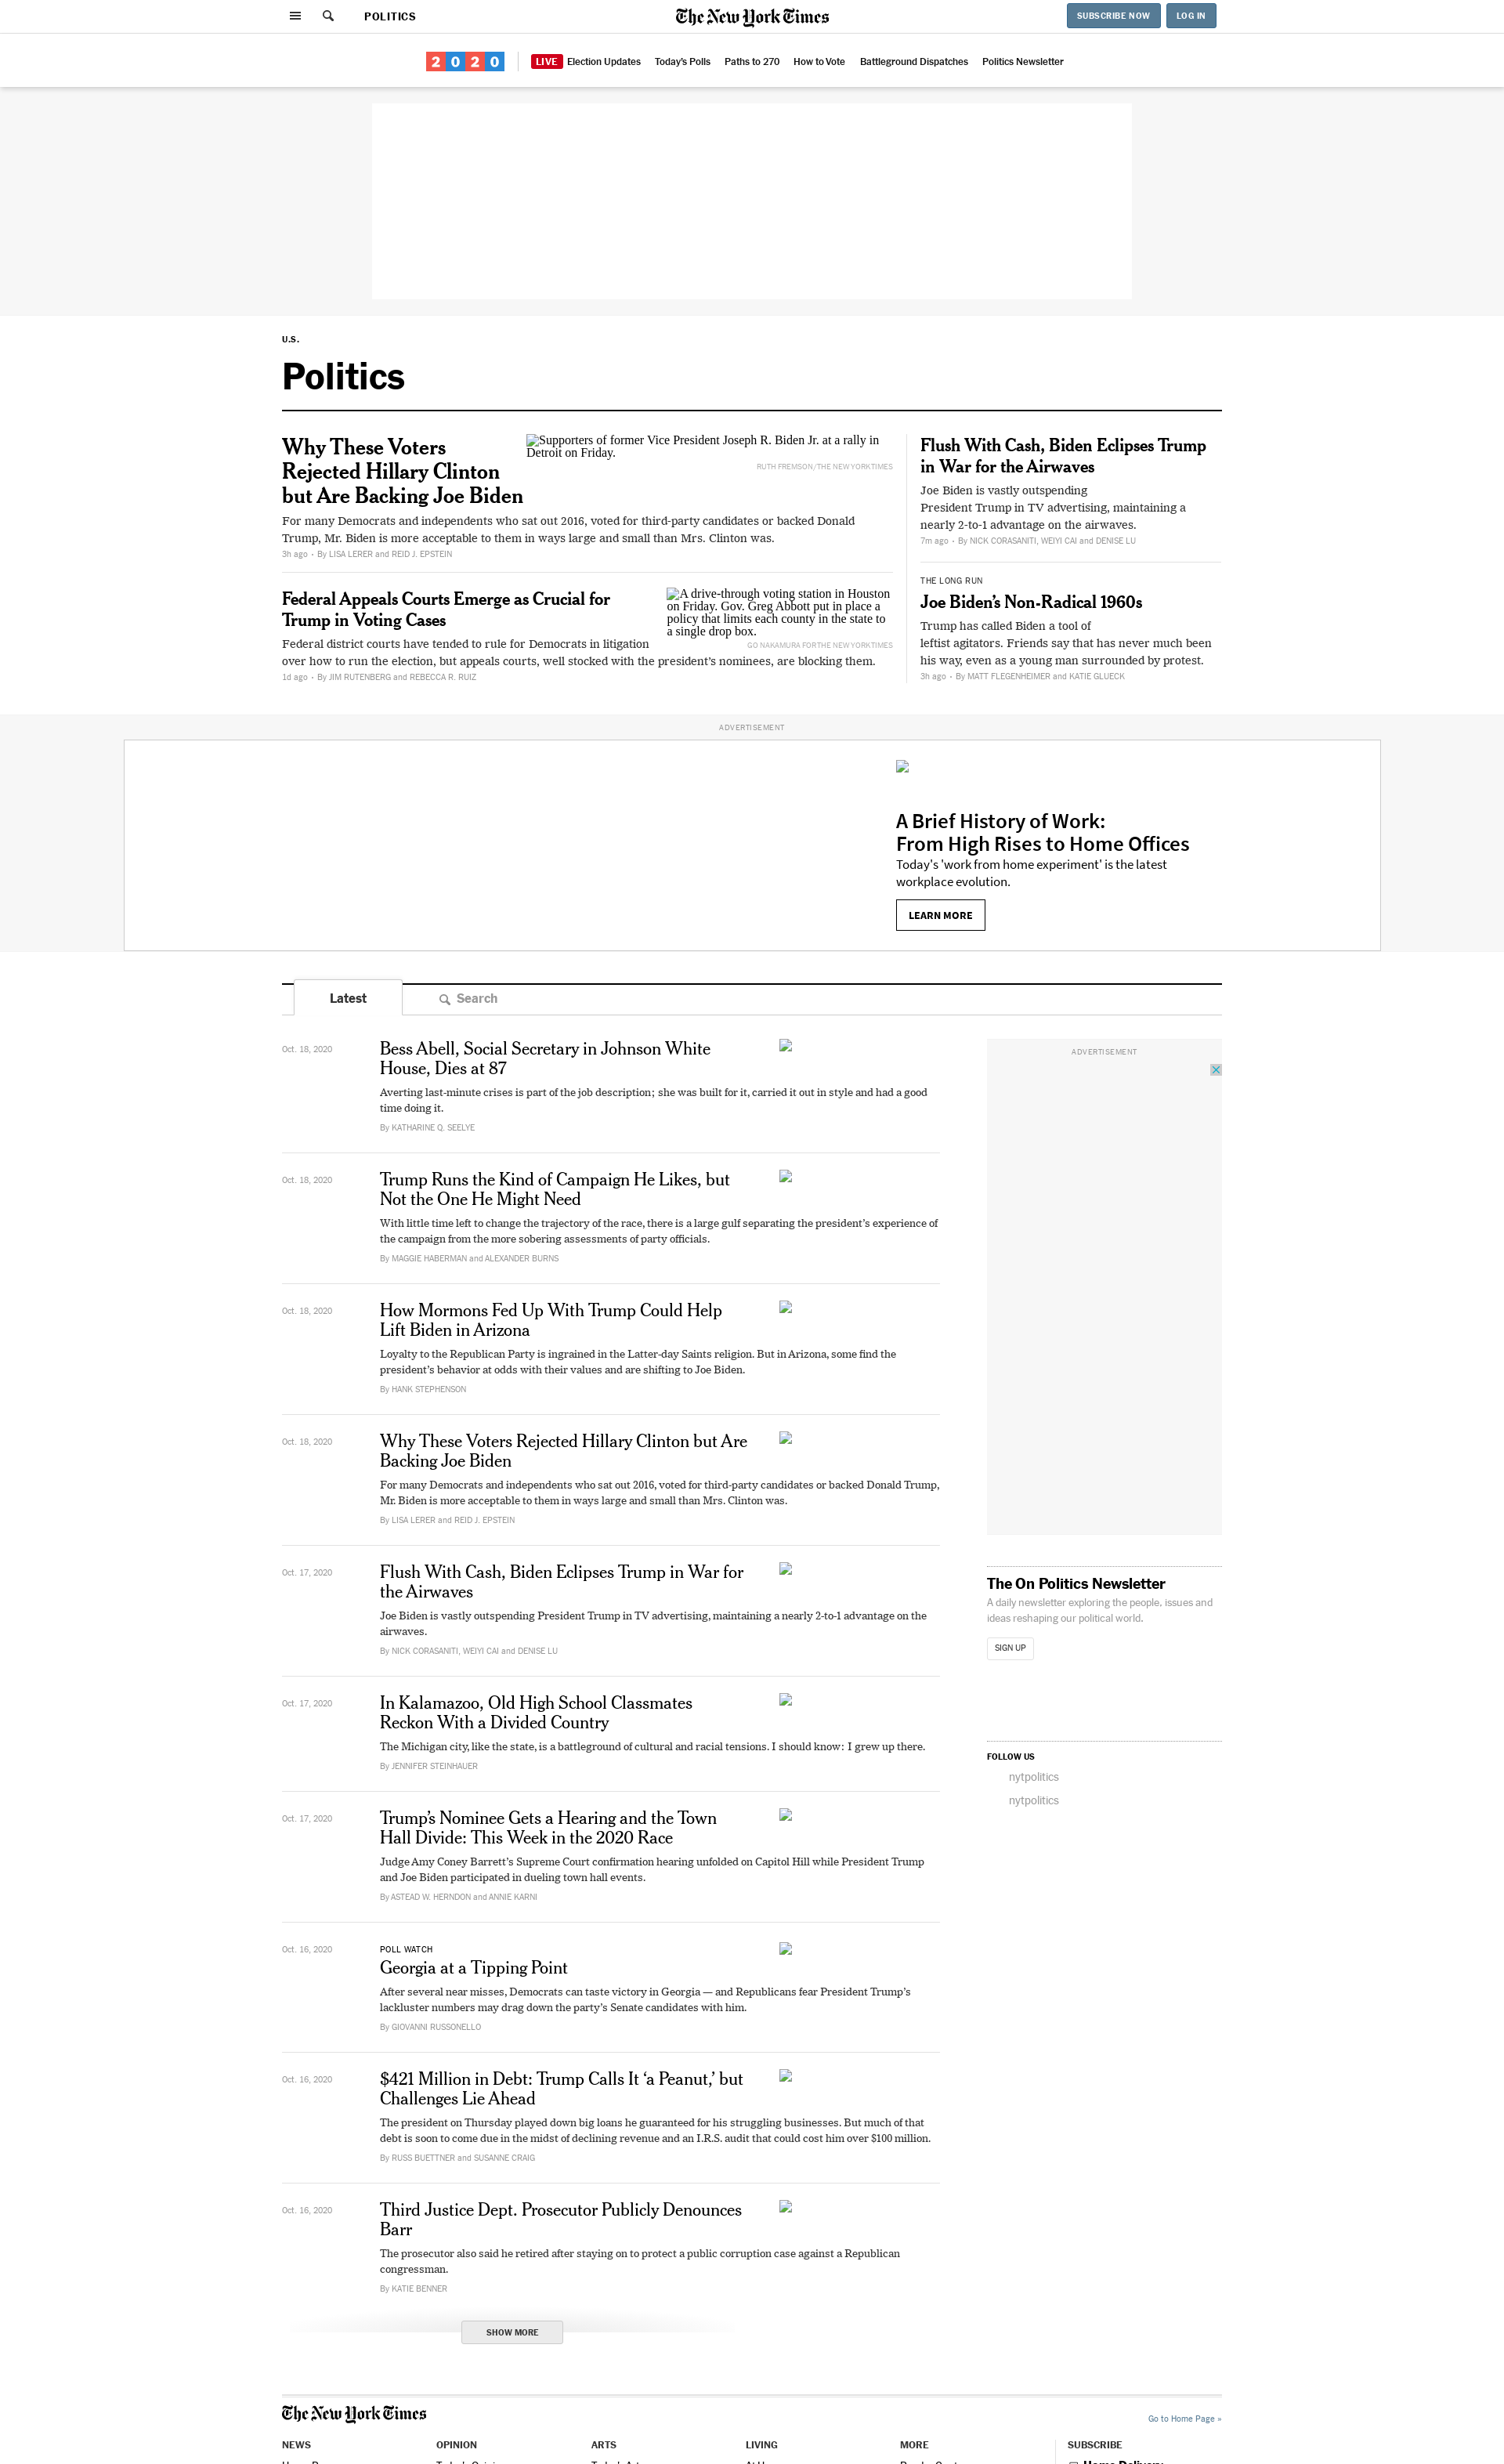 POLITICS
The New York Times
SUBSCRIBE NOW
LOG IN
2020
LIVE Election Updates
Today's Polls
Paths to 270
How to Vote
Battleground Dispatches
Politics Newsletter
U.S.
Politics
Why These Voters
Rejected Hillary Clinton
but Are Backing Joe Biden
Supporters of former Vice President Joseph R. Biden Jr. at a rally in
Detroit on Friday.
RUTH FREMSON/THE NEW YORK TIMES
For many Democrats and independents who sat out 2016, voted for third-party candidates or backed Donald
Trump, Mr. Biden is more acceptable to them in ways large and small than Mrs. Clinton was.
3h ago • By LISA LERER and REID J. EPSTEIN
Federal Appeals Courts Emerge as Crucial for
Trump in Voting Cases
A drive-through voting station in Houston
on Friday. Gov. Greg Abbott put in place a
policy that limits each county in the state to
a single drop box.
GO NAKAMURA FOR THE NEW YORK TIMES
Federal district courts have tended to rule for Democrats in litigation
over how to run the election, but appeals courts, well stocked with the president's nominees, are blocking them.
1d ago • By JIM RUTENBERG and REBECCA R. RUIZ
Flush With Cash, Biden Eclipses Trump
in War for the Airwaves
Joe Biden is vastly outspending
President Trump in TV advertising, maintaining a
nearly 2-to-1 advantage on the airwaves.
7m ago • By NICK CORASANITI, WEIYI CAI and DENISE LU
THE LONG RUN
Joe Biden's Non-Radical 1960s
Trump has called Biden a tool of
leftist agitators. Friends say that has never much been
his way, even as a young man surrounded by protest.
3h ago • By MATT FLEGENHEIMER and KATIE GLUECK
ADVERTISEMENT
A Brief History of Work:
From High Rises to Home Offices
Today's 'work from home experiment' is the latest
workplace evolution.
LEARN MORE
Latest
Search
Oct. 18, 2020
Bess Abell, Social Secretary in Johnson White
House, Dies at 87
Averting last-minute crises is part of the job description; she was built for it, carried it out in style and had a good
time doing it.
By KATHARINE Q. SEELYE
Oct. 18, 2020
Trump Runs the Kind of Campaign He Likes, but
Not the One He Might Need
With little time left to change the trajectory of the race, there is a large gulf separating the president's experience of
the campaign from the more sobering assessments of party officials.
By MAGGIE HABERMAN and ALEXANDER BURNS
Oct. 18, 2020
How Mormons Fed Up With Trump Could Help
Lift Biden in Arizona
Loyalty to the Republican Party is ingrained in the Latter-day Saints religion. But in Arizona, some find the
president's behavior at odds with their values and are shifting to Joe Biden.
By HANK STEPHENSON
Oct. 18, 2020
Why These Voters Rejected Hillary Clinton but Are
Backing Joe Biden
For many Democrats and independents who sat out 2016, voted for third-party candidates or backed Donald Trump,
Mr. Biden is more acceptable to them in ways large and small than Mrs. Clinton was.
By LISA LERER and REID J. EPSTEIN
Oct. 17, 2020
Flush With Cash, Biden Eclipses Trump in War for
the Airwaves
Joe Biden is vastly outspending President Trump in TV advertising, maintaining a nearly 2-to-1 advantage on the
airwaves.
By NICK CORASANITI, WEIYI CAI and DENISE LU
Oct. 17, 2020
In Kalamazoo, Old High School Classmates
Reckon With a Divided Country
The Michigan city, like the state, is a battleground of cultural and racial tensions. I should know: I grew up there.
By JENNIFER STEINHAUER
Oct. 17, 2020
Trump's Nominee Gets a Hearing and the Town
Hall Divide: This Week in the 2020 Race
Judge Amy Coney Barrett's Supreme Court confirmation hearing unfolded on Capitol Hill while President Trump
and Joe Biden participated in dueling town hall events.
By ASTEAD W. HERNDON and ANNIE KARNI
Oct. 16, 2020
POLL WATCH
Georgia at a Tipping Point
After several near misses, Democrats can taste victory in Georgia — and Republicans fear President Trump's
lackluster numbers may drag down the party's Senate candidates with him.
By GIOVANNI RUSSONELLO
Oct. 16, 2020
$421 Million in Debt: Trump Calls It 'a Peanut,' but
Challenges Lie Ahead
The president on Thursday played down big loans he guaranteed for his struggling businesses. But much of that
debt is soon to come due in the midst of declining revenue and an I.R.S. audit that could cost him over $100 million.
By RUSS BUETTNER and SUSANNE CRAIG
Oct. 16, 2020
Third Justice Dept. Prosecutor Publicly Denounces
Barr
The prosecutor also said he retired after staying on to protect a public corruption case against a Republican
congressman.
By KATIE BENNER
SHOW MORE
ADVERTISEMENT
The On Politics Newsletter
A daily newsletter exploring the people, issues and
ideas reshaping our political world.
SIGN UP
FOLLOW US
nytpolitics
nytpolitics
The New York Times
Go to Home Page »
NEWS
OPINION
ARTS
LIVING
MORE
SUBSCRIBE